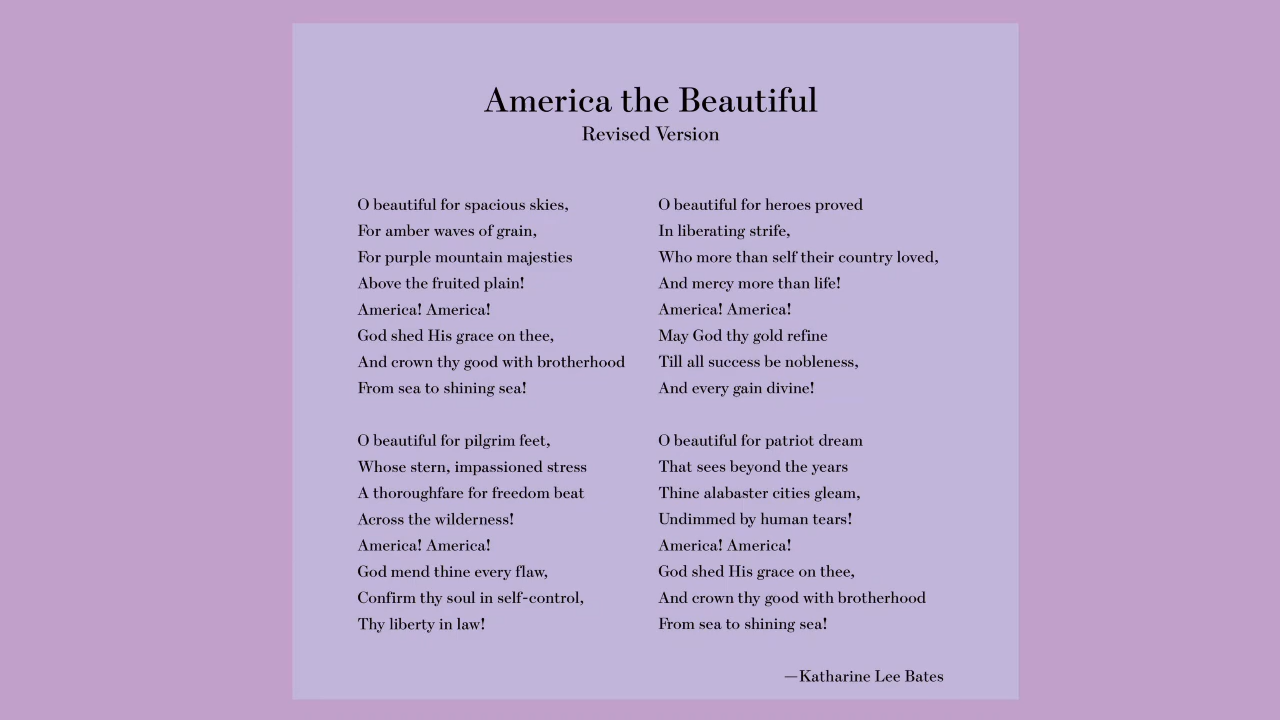 America the Beautiful
Revised Version
O beautiful for spacious skies,
For amber waves of grain,
For purple mountain majesties
Above the fruited plain!
America! America!
God shed His grace on thee,
And crown thy good with brotherhood
From sea to shining sea!
O beautiful for pilgrim feet,
Whose stern, impassioned stress
A thoroughfare for freedom beat
Across the wilderness!
America! America!
God mend thine every flaw,
Confirm thy soul in self-control,
Thy liberty in law!
O beautiful for heroes proved
In liberating strife,
Who more than self their country loved,
And mercy more than life!
America! America!
May God thy gold refine
Till all success be nobleness,
And every gain divine!
O beautiful for patriot dream
That sees beyond the years
Thine alabaster cities gleam,
Undimmed by human tears!
America! America!
God shed His grace on thee,
And crown thy good with brotherhood
From sea to shining sea!
—Katharine Lee Bates